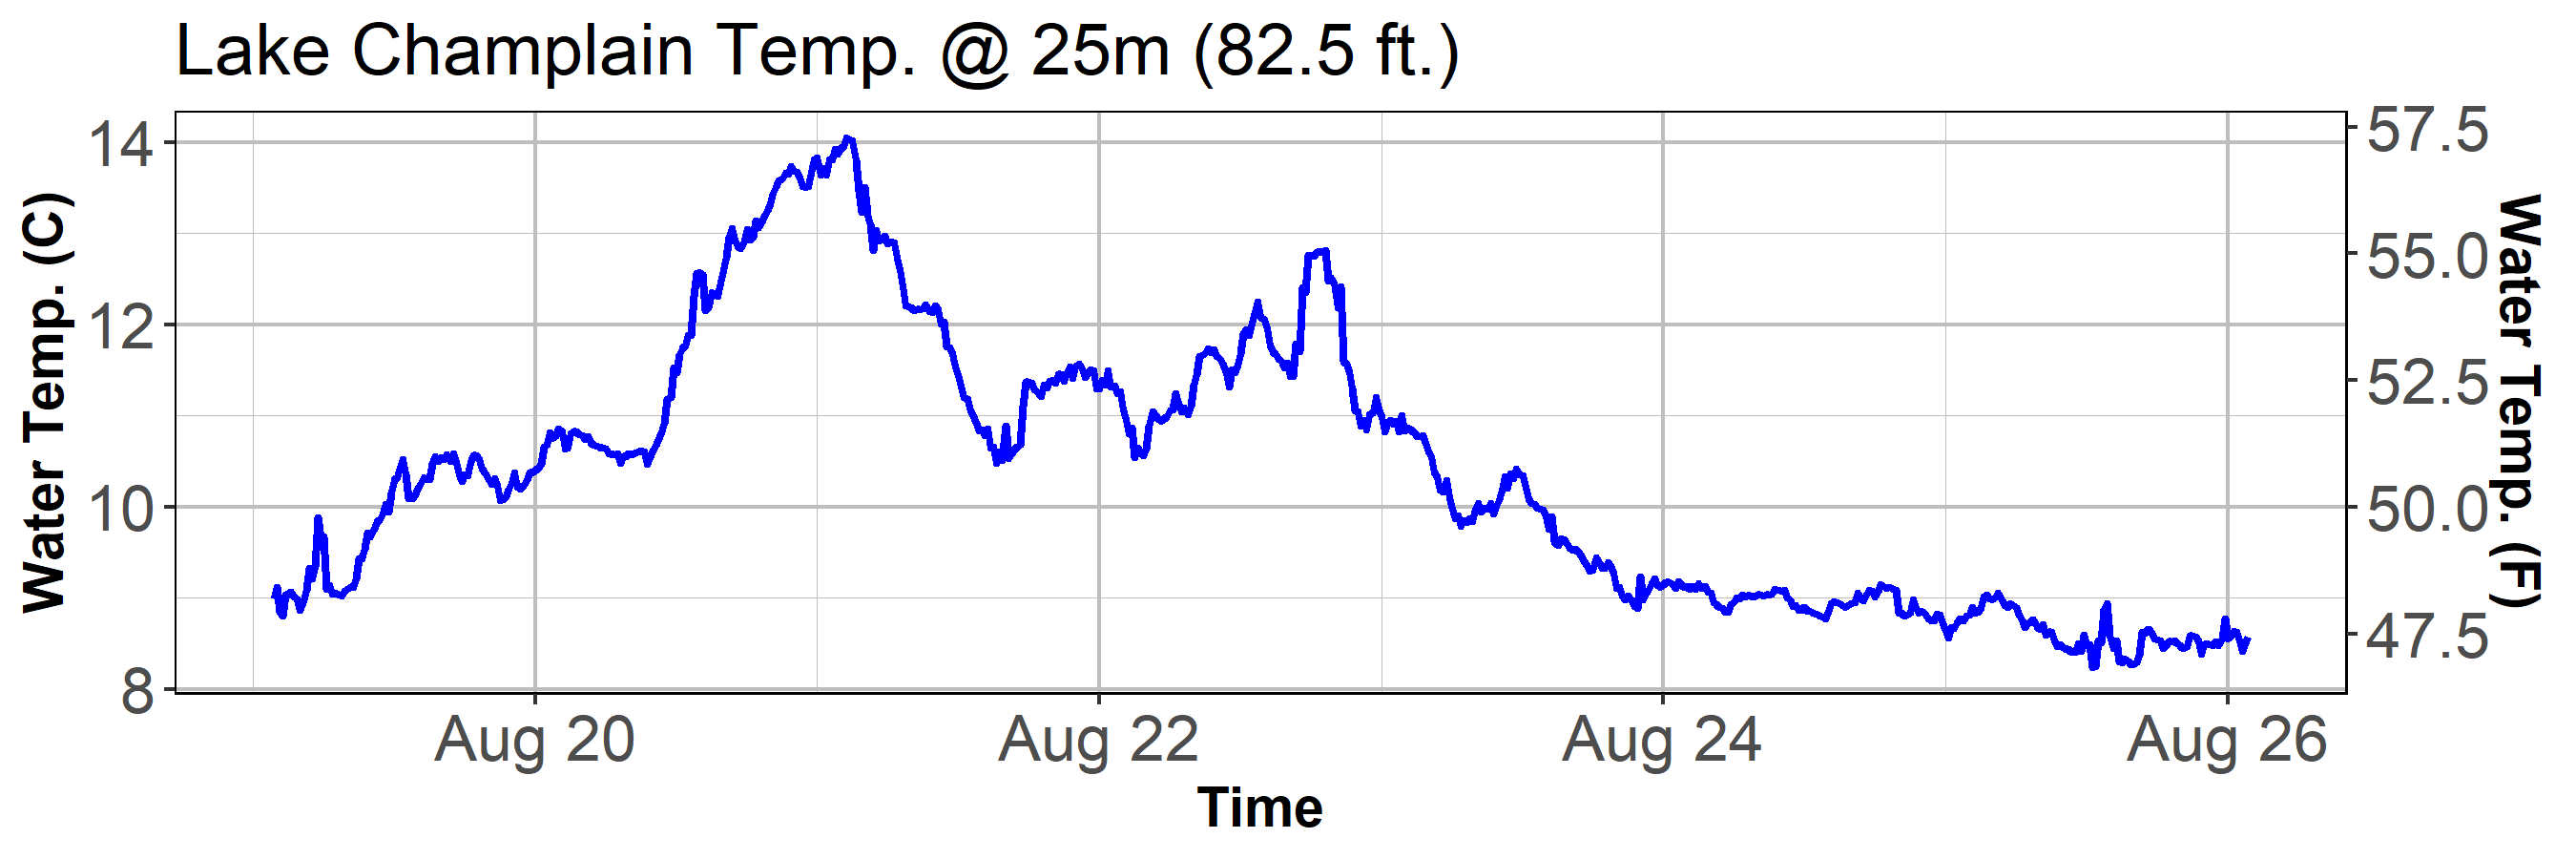 Lake Champlain Temp. @ 25m (82.5 ft.)
Water Temp. (C)
14
12
10
8
57.5
55.0
52.5
50.0
47.5
Water Temp. (F)
Aug 20
Aug 22
Aug 24
Aug 26
Time